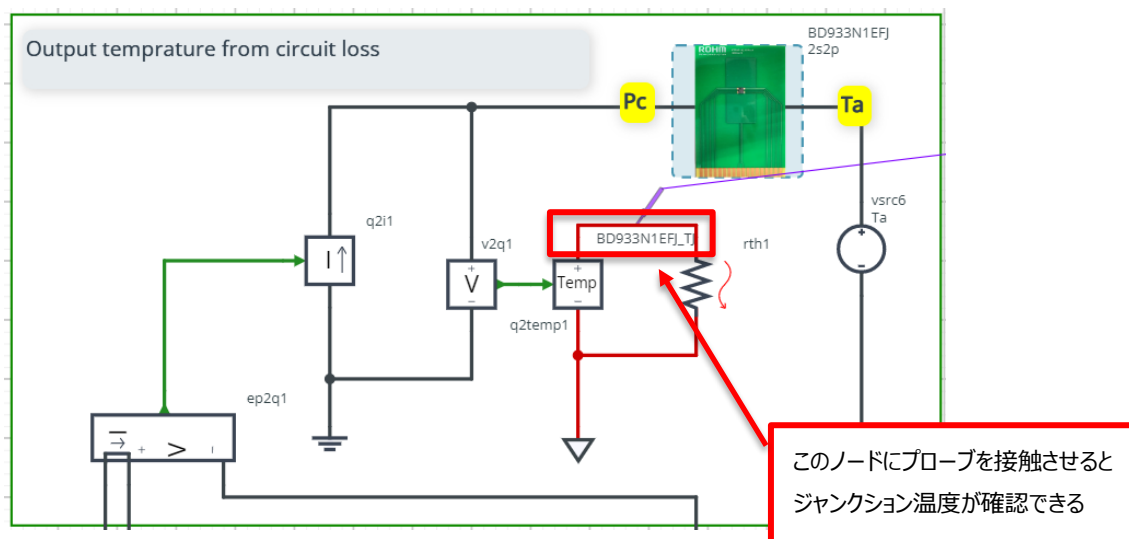 Output temprature from circuit loss
BD933N1EFJ
2s2p
ROHM
Pc
Ta
vsrc6
Ta
+
-
q2i1
I↑
v2q1
+
V
-
BD933N1EFJ_TJ
+
Temp
-
q2temp1
rth1
ep2q1
I→
+
V
-
このノードにプローブを接触させると
ジャンクション温度が確認できる